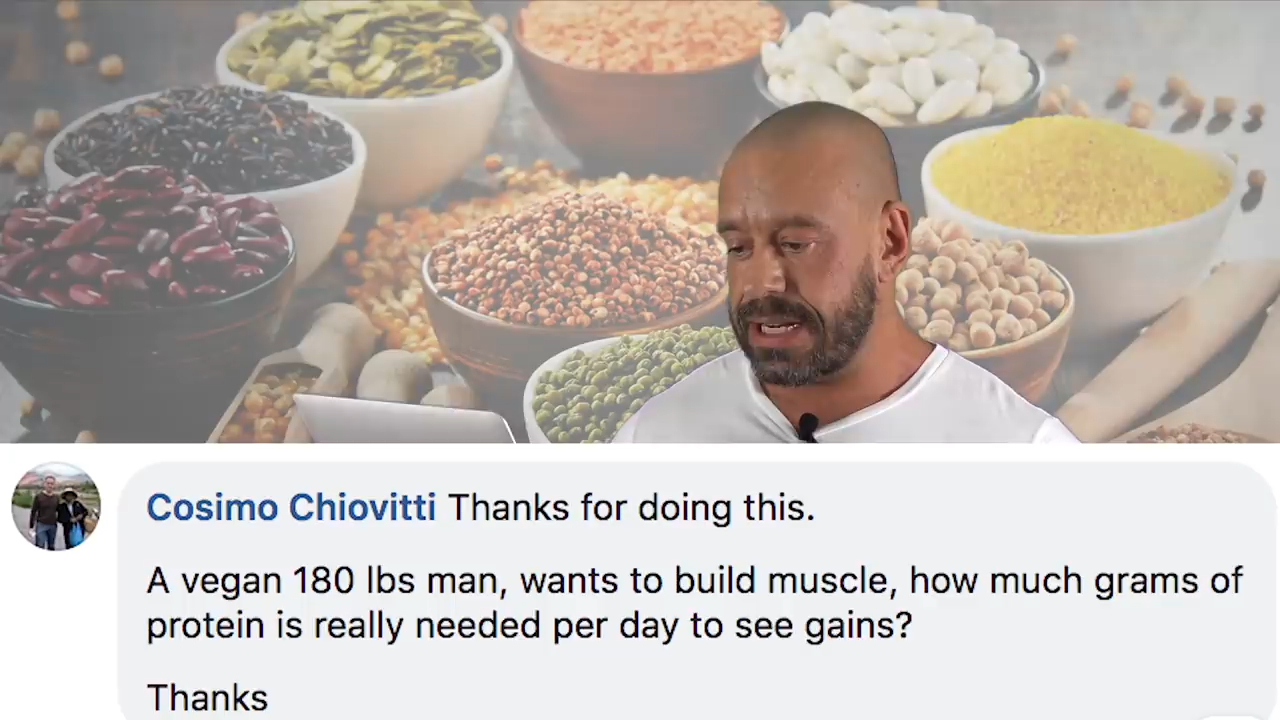 Cosimo Chiovitti Thanks for doing this.
A vegan 180 lbs man, wants to build muscle, how much grams of
protein is really needed per day to see gains?
Thanks